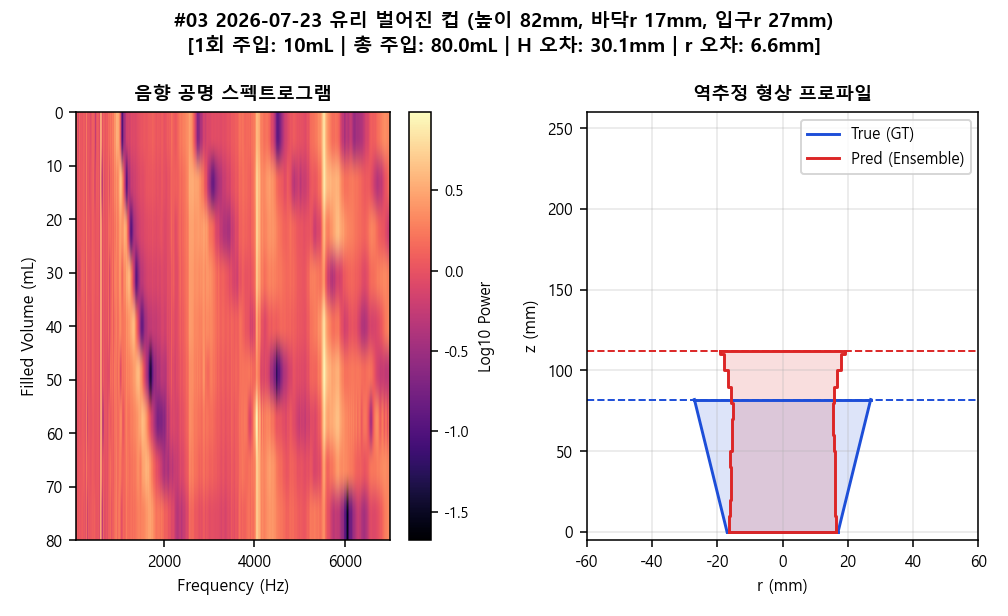 #03 2026-07-23 유리 벌어진 컵 (높이 82mm, 바닥r 17mm, 입구r 27mm)
[1회 주입: 10mL | 총 주입: 80.0mL | H 오차: 30.1mm | r 오차: 6.6mm]
음향 공명 스펙트로그램
0
10
20
30
40
50
60
70
80
Filled Volume (mL)
2000
4000
6000
Frequency (Hz)
0.5
0.0
-0.5
-1.0
-1.5
Log10 Power
역추정 형상 프로파일
True (GT)
Pred (Ensemble)
250
200
150
100
50
0
z (mm)
-60
-40
-20
0
20
40
60
r (mm)